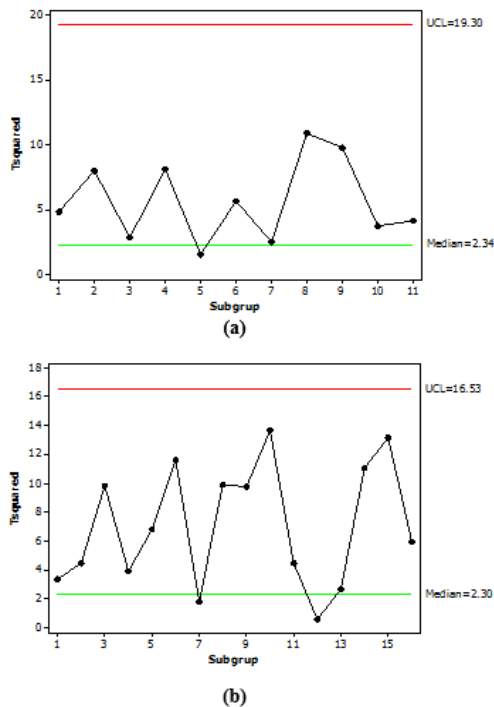 20
UCL=19.30
15
Tsquared
10
5
Median=2.34
0
1 2 3 4 5 6 7 8 9 10 11
Subgrup
(a)
18
UCL=16.53
16
14
12
10
Tsquared
8
6
4
Median=2.30
2
0
1 3 5 7 9 11 13 15
Subgrup
(b)